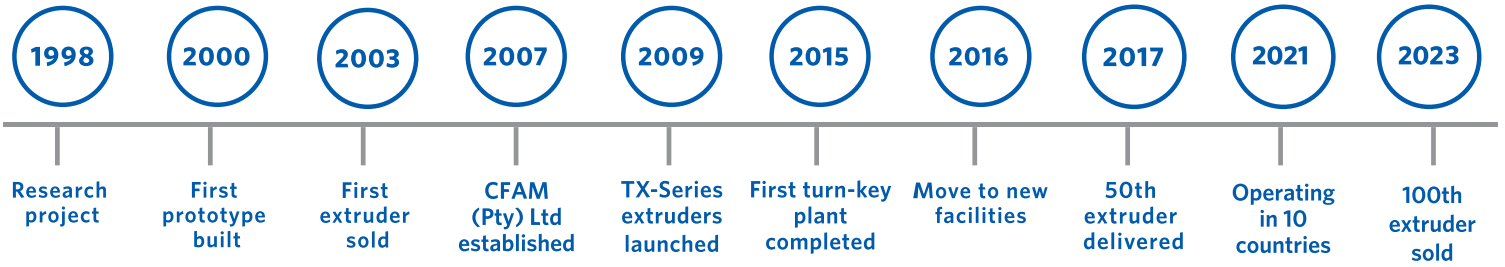 1998
Research
project
2000
First
prototype
built
2003
First
extruder
sold
2007
CFAM
(Pty) Ltd
established
2009
TX-Series
extruders
launched
2015
First turn-key
plant
completed
2016
Move to new
facilities
2017
50th
extruder
delivered
2021
Operating
in 10
countries
2023
100th
extruder
sold